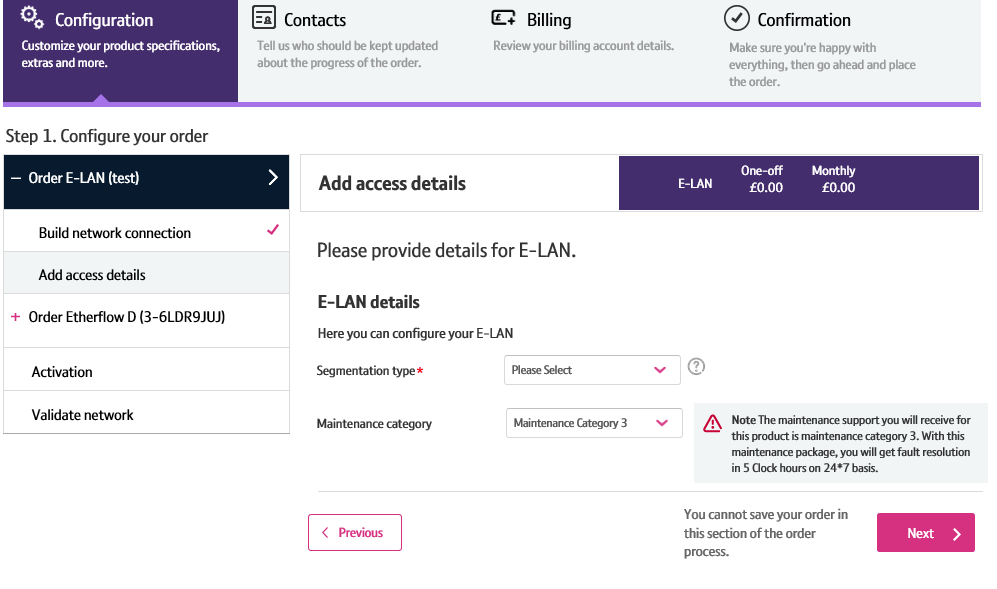 Configuration
Customize your product specifications,
extras and more.
Contacts
Tell us who should be kept updated
about the progress of the order.
Billing
Review your billing account details.
Confirmation
Make sure you're happy with
everything, then go ahead and place
the order.
Step 1. Configure your order
– Order E-LAN (test)
Build network connection
Add access details
+ Order Etherflow D (3-6LDR9JUJ)
Activation
Validate network
Add access details
E-LAN
One-off
£0.00
Monthly
£0.00
Please provide details for E-LAN.
E-LAN details
Here you can configure your E-LAN
Segmentation type*
Please Select
?
Maintenance category
Maintenance Category 3
Note The maintenance support you will receive for
this product is maintenance category 3. With this
maintenance package, you will get fault resolution
in 5 Clock hours on 24*7 basis.
Previous
You cannot save your order in
this section of the order
process.
Next